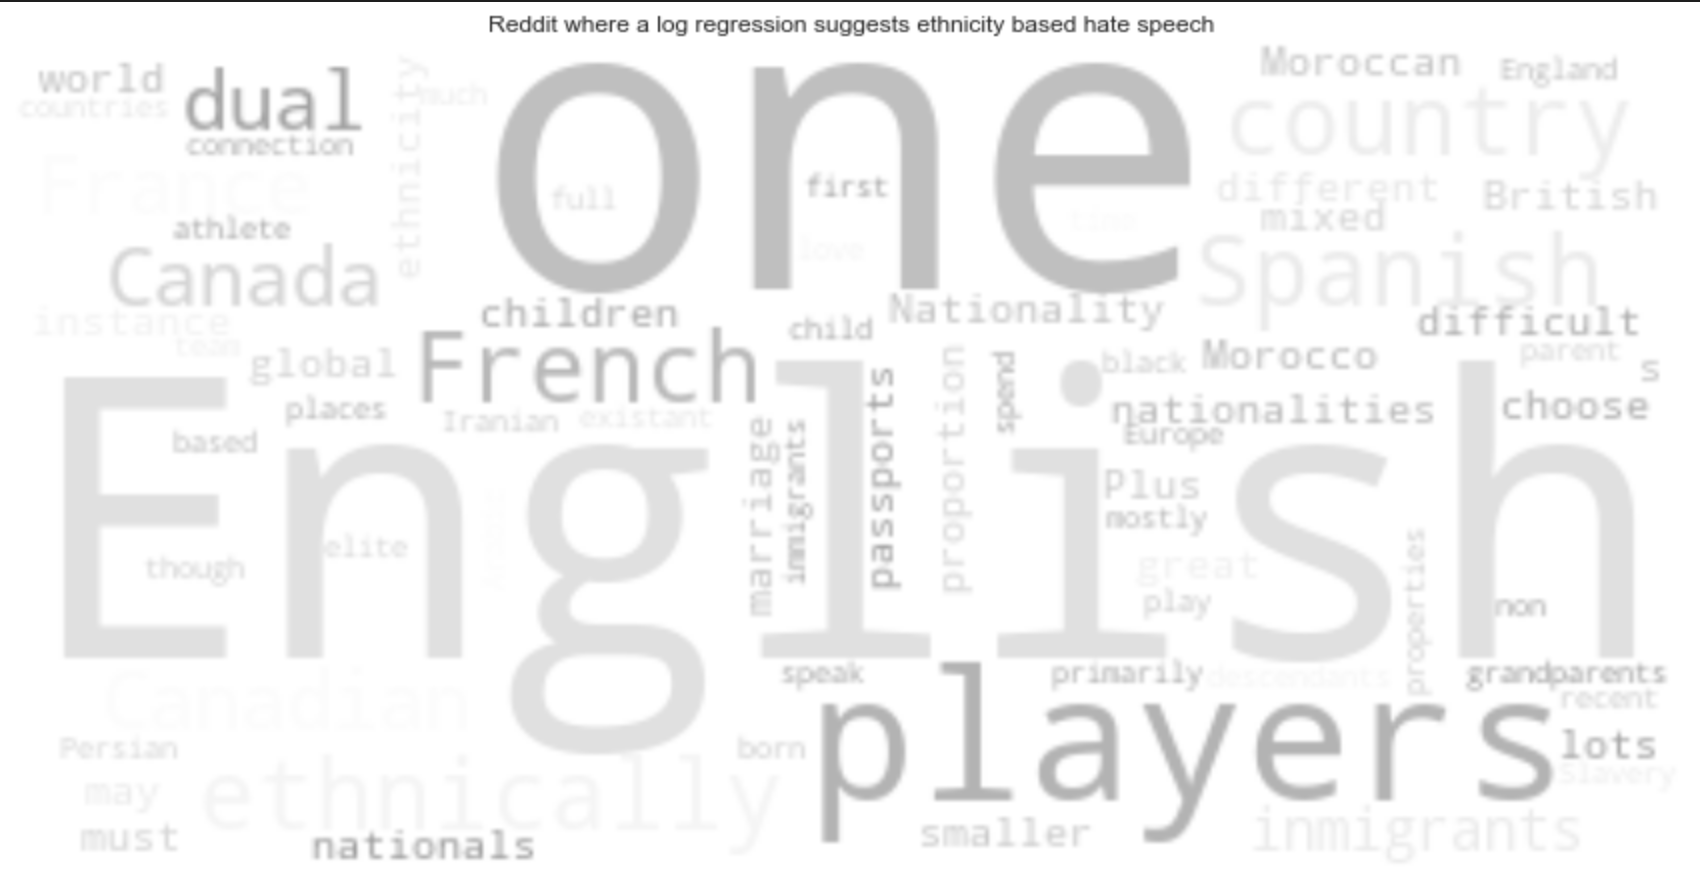 Reddit where a log regression suggests ethnicity based hate speech
world
dual
ethnicity
much
one
Moroccan
England
countries
connection
country
France
full
first
different
British
mixed
athlete
love
time
Canada
Spanish
children
Nationality
instance
child
difficult
team
French
global
spend
black
Morocco
parent
s
places
Iranian
existant
passports
proportion
nationalities
choose
based
English
marriage
immigrants
Europe
Plus
mostly
though
elite
great
play
properties
non
speak
primarily
descendants
grandparents
Canadian
players
recent
Persian
born
lots
ethnically
Slavery
may
must
nationals
smaller
inmigrants